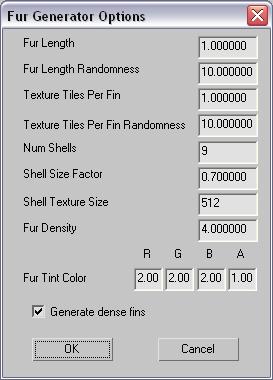 Fur Generator Options
Fur Length 1.000000
Fur Length Randomness 10.000000
Texture Tiles Per Fin 1.000000
Texture Tiles Per Fin Randomness 10.000000
Num Shells 9
Shell Size Factor 0.700000
Shell Texture Size 512
Fur Density 4.000000
R G B A
Fur Tint Color 2.00 2.00 2.00 1.00
Generate dense fins
OK Cancel